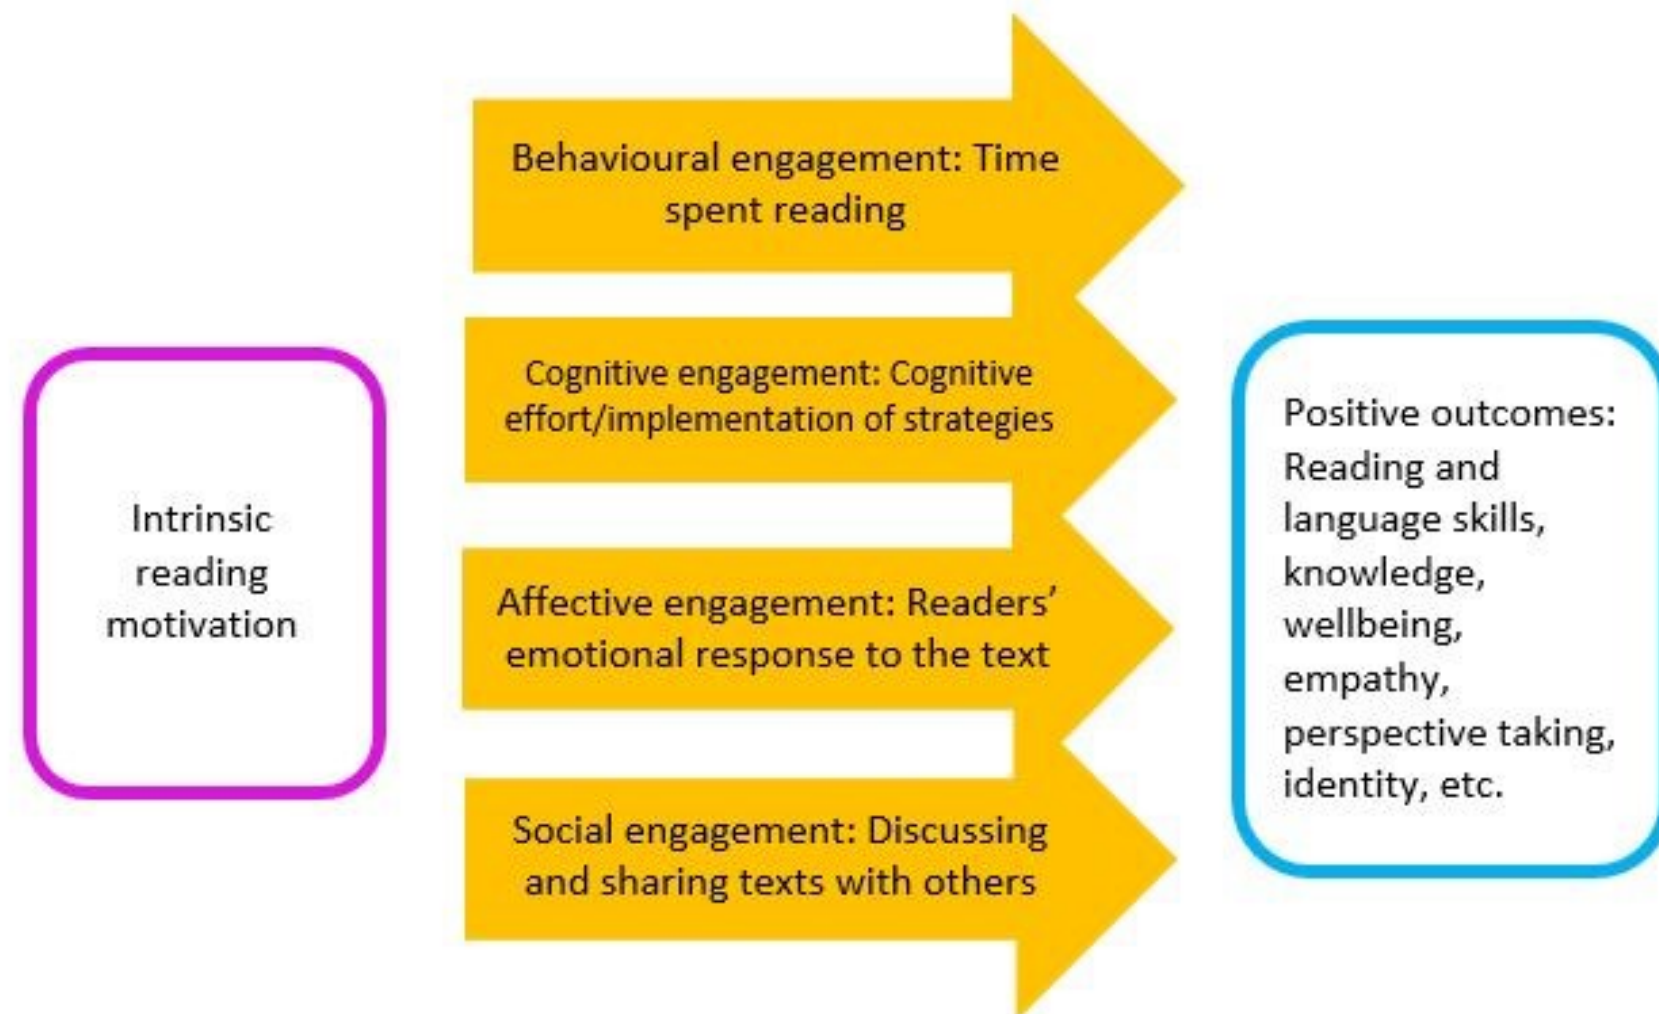 Intrinsic
reading
motivation
Behavioural engagement: Time
spent reading
Cognitive engagement: Cognitive
effort/implementation of strategies
Affective engagement: Readers’
emotional response to the text
Social engagement: Discussing
and sharing texts with others
Positive outcomes:
Reading and
language skills,
knowledge,
wellbeing,
empathy,
perspective taking,
identity, etc.